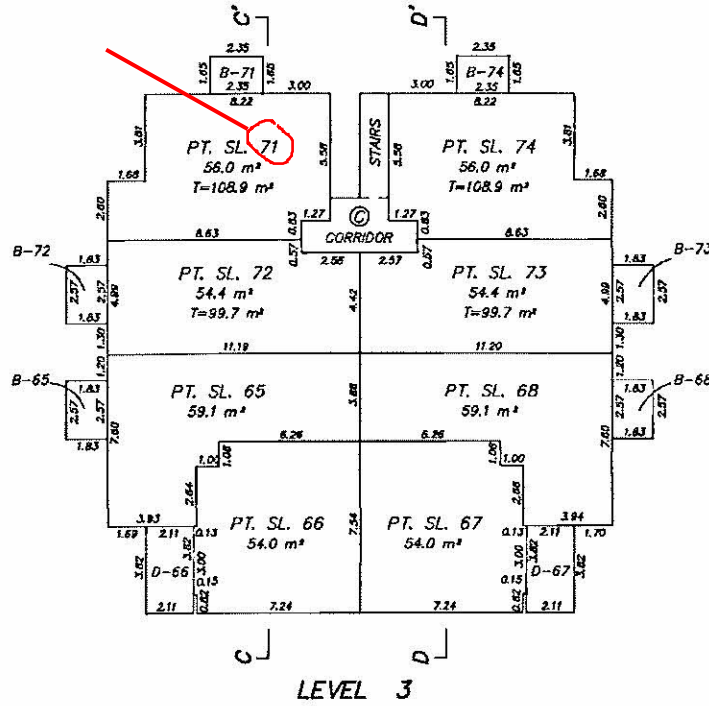 C' D'
2.35 2.35
1.65 B-71 1.65 1.65 B-74 1.65
2.35 3.00 3.00 2.35
8.22 8.22
3.81 PT. SL. 71 5.58 STAIRS 5.58 PT. SL. 74 3.81
56.0 m² 56.0 m²
T=108.9 m² T=108.9 m²
1.68 1.68
2.60 1.27 C 1.27 2.60
0.83 CORRIDOR 0.83
8.63 0.57 2.56 2.57 0.57 8.63
B-72 1.83 1.83 B-73
2.57 2.57 4.99 PT. SL. 72 PT. SL. 73 4.99 2.57 2.57
54.4 m² 4.42 54.4 m²
T=99.7 m² T=99.7 m²
1.83 1.30 1.30 1.83
11.19 11.20
1.20 1.20
B-65 1.83 1.83 B-68
2.57 2.57 PT. SL. 65 3.88 PT. SL. 68 2.57 2.57
59.1 m² 59.1 m²
1.83 7.60 7.60 1.83
6.26 6.26
1.00 1.08 1.08 1.00
2.64 2.66
3.93 3.94
1.69 2.11 0.13 PT. SL. 66 7.54 PT. SL. 67 0.13 2.11 1.70
54.0 m² 54.0 m²
3.82 D-66 3.82 3.00 3.00 3.82 D-67 3.82
0.15 0.15
2.11 0.82 7.24 7.24 0.82 2.11
C D
LEVEL 3